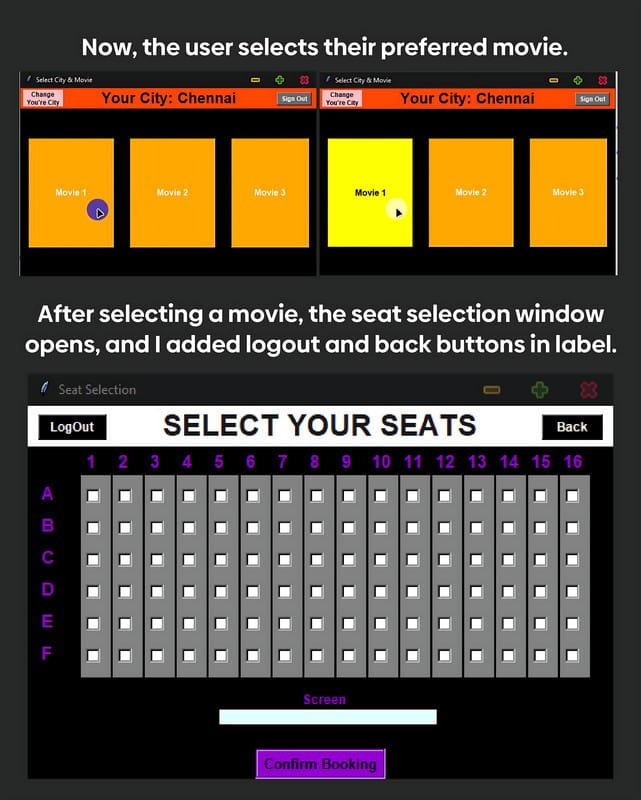 Now, the user selects their preferred movie.
Select City & Movie
Change
You're City
Your City: Chennai
Sign Out
Movie 1
Movie 2
Movie 3
Select City & Movie
Change
You're City
Your City: Chennai
Sign Out
Movie 1
Movie 2
Movie 3
After selecting a movie, the seat selection window
opens, and I added logout and back buttons in label.
Seat Selection
LogOut SELECT YOUR SEATS Back
1 2 3 4 5 6 7 8 9 10 11 12 13 14 15 16
A
B
C
D
E
F
Screen
Confirm Booking